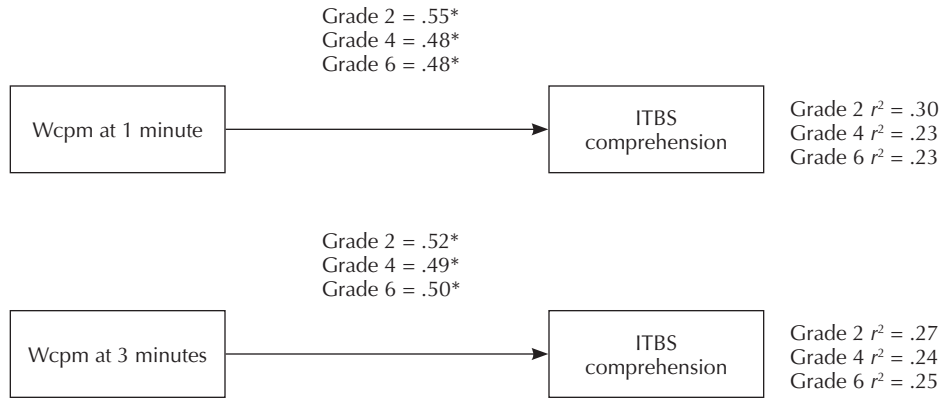 Grade 2 = .55*
Grade 4 = .48*
Grade 6 = .48*
Wcpm at 1 minute
ITBS
comprehension
Grade 2 r² = .30
Grade 4 r² = .23
Grade 6 r² = .23
Grade 2 = .52*
Grade 4 = .49*
Grade 6 = .50*
Wcpm at 3 minutes
ITBS
comprehension
Grade 2 r² = .27
Grade 4 r² = .24
Grade 6 r² = .25